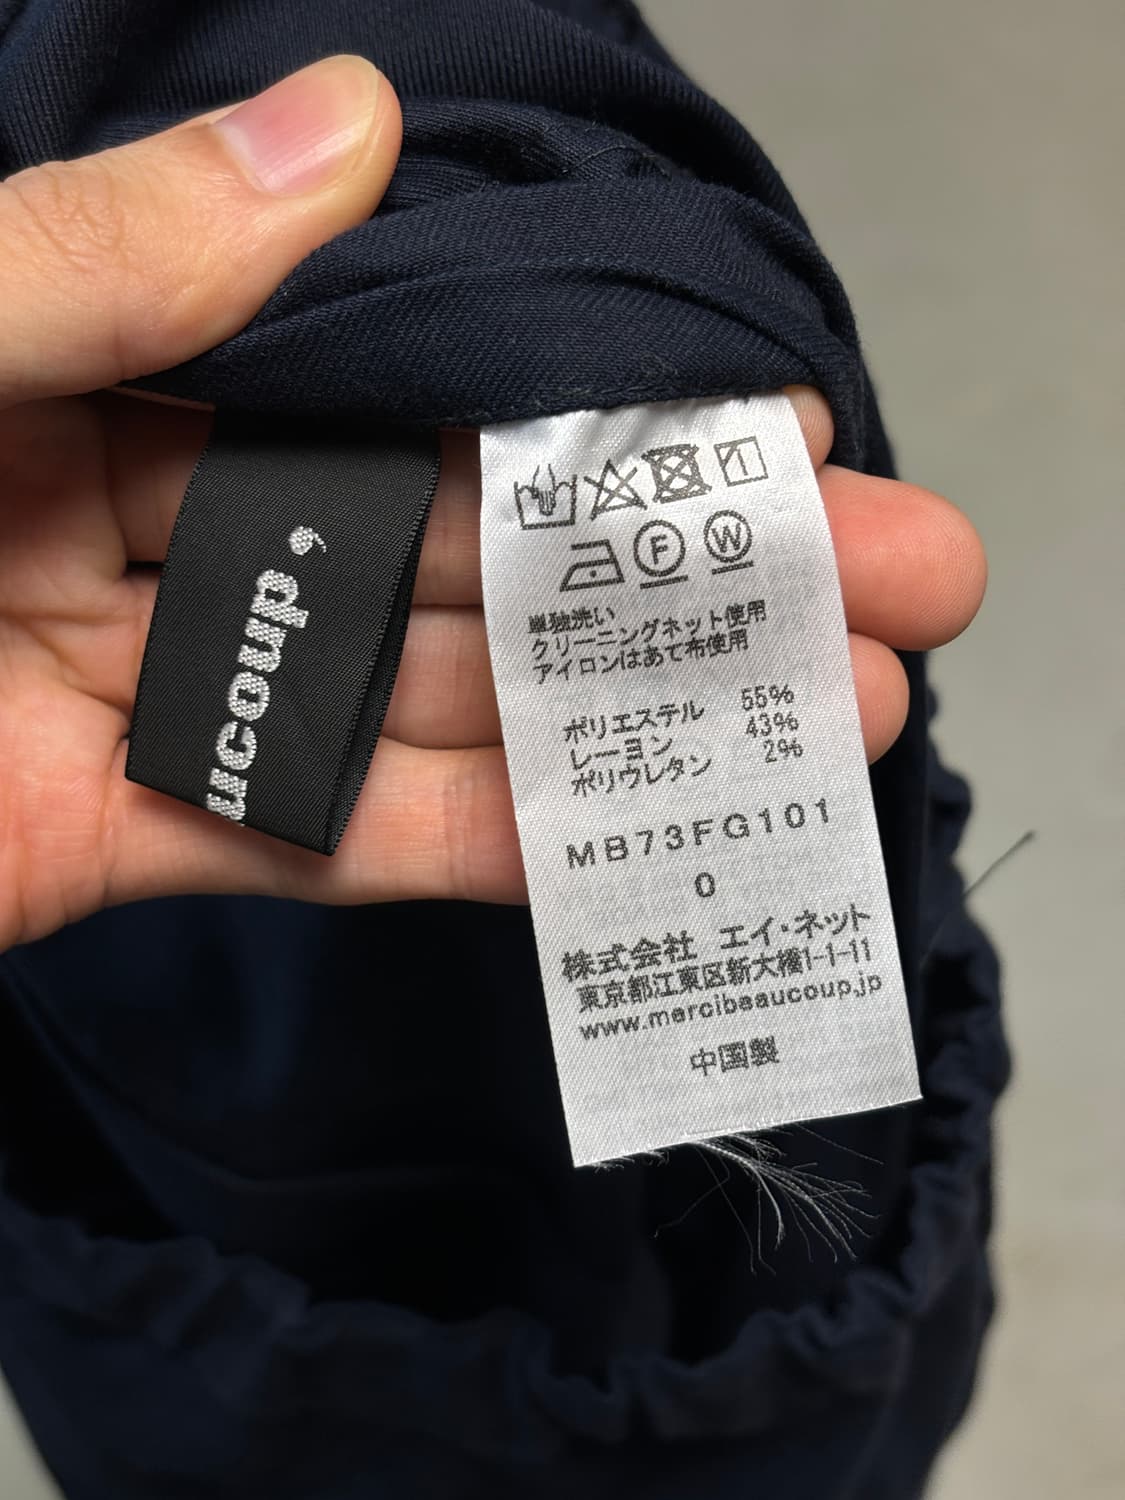 ucoup,
F W
単独洗い
クリーニングネット使用
アイロンはあて布使用
ポリエステル 55%
レーヨン 43%
ポリウレタン 2%
MB73FG101
0
株式会社 エイ・ネット
東京都江東区新大橋1-1-11
www.mercibeaucoup.jp
中国製